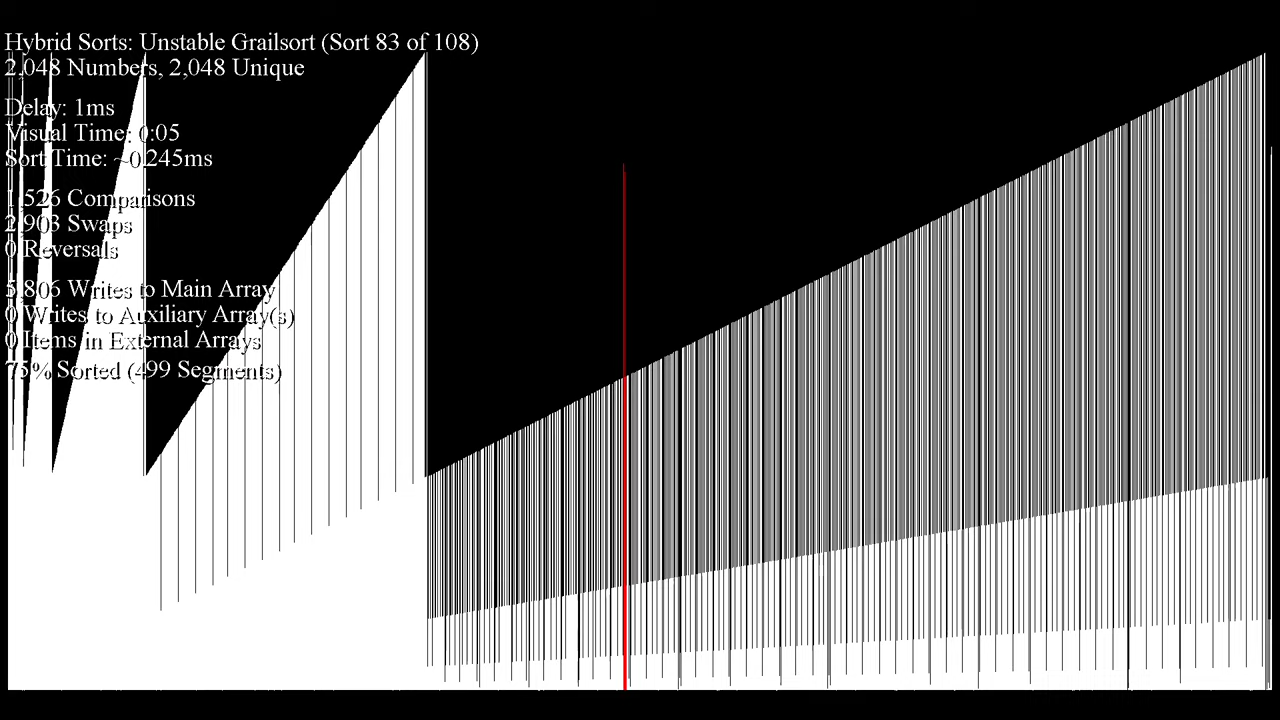 Hybrid Sorts: Unstable Grailsort (Sort 83 of 108)
2,048 Numbers, 2,048 Unique
Delay: 1ms
Visual Time: 0:05
Sort Time: ~0.245ms
1,526 Comparisons
2,903 Swaps
0 Reversals
5,806 Writes to Main Array
0 Writes to Auxiliary Array(s)
0 Items in External Arrays
75% Sorted (499 Segments)